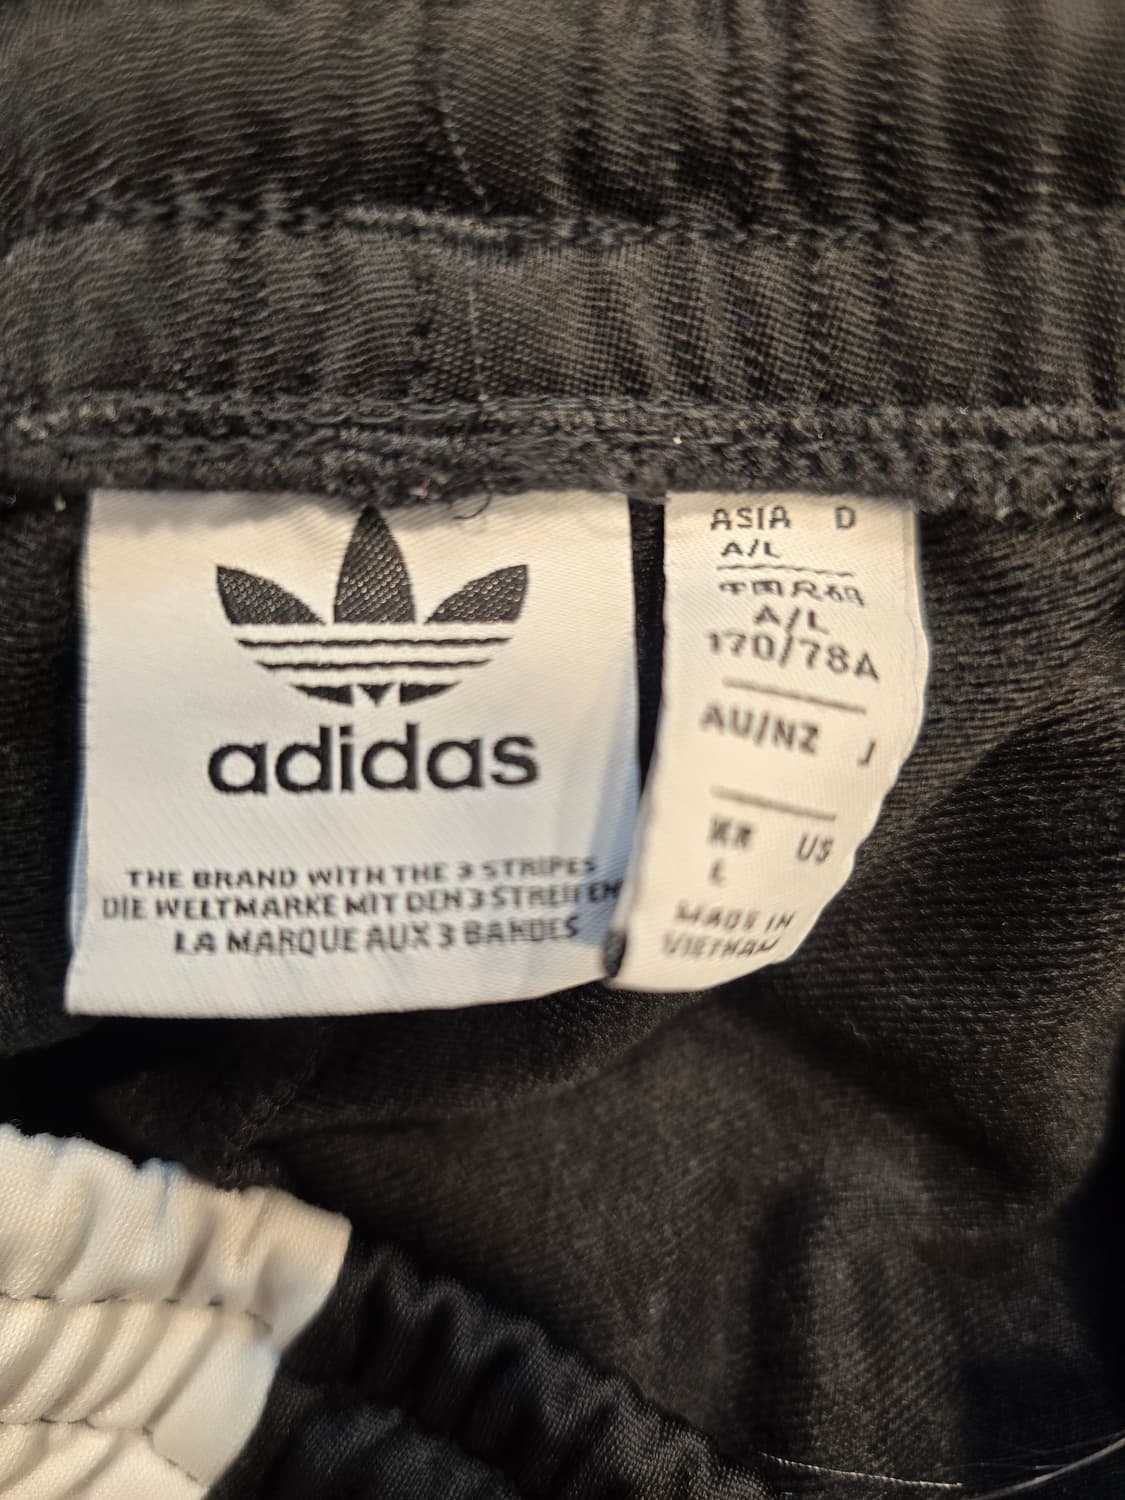 adidas
THE BRAND WITH THE 3 STRIPES
DIE WELTMARKE MIT DEN 3 STREIFEN
LA MARQUE AUX 3 BANDES
ASIA D
A/L
A/L
170/78A
AU/NZ J
KR US
L
MADE IN
VIETNAM